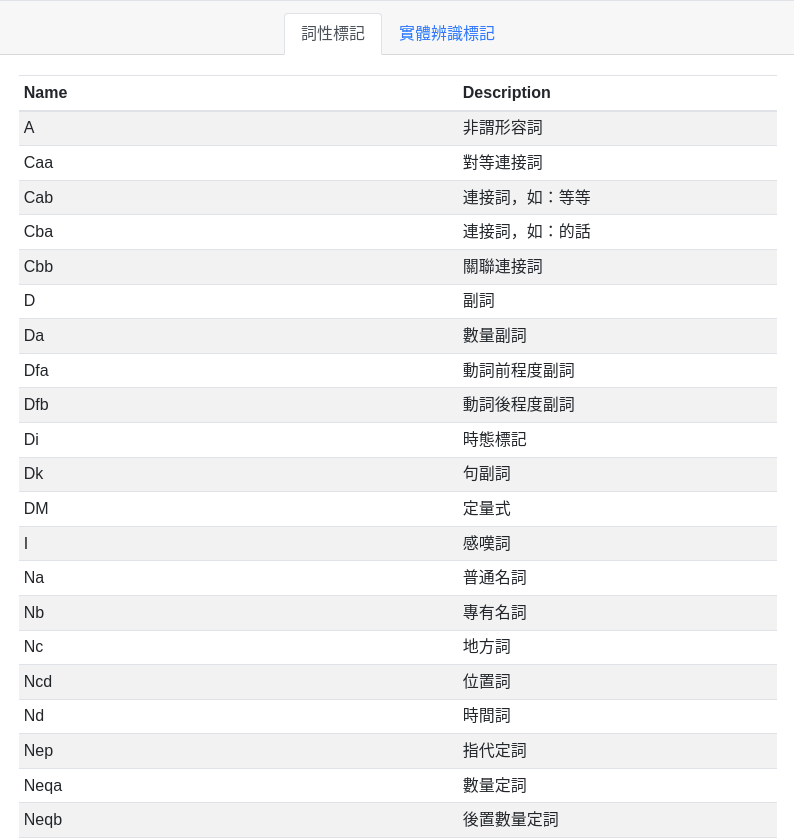 詞性標記 實體辨識標記
Name Description
A 非謂形容詞
Caa 對等連接詞
Cab 連接詞，如：等等
Cba 連接詞，如：的話
Cbb 關聯連接詞
D 副詞
Da 數量副詞
Dfa 動詞前程度副詞
Dfb 動詞後程度副詞
Di 時態標記
Dk 句副詞
DM 定量式
I 感嘆詞
Na 普通名詞
Nb 專有名詞
Nc 地方詞
Ncd 位置詞
Nd 時間詞
Nep 指代定詞
Neqa 數量定詞
Neqb 後置數量定詞